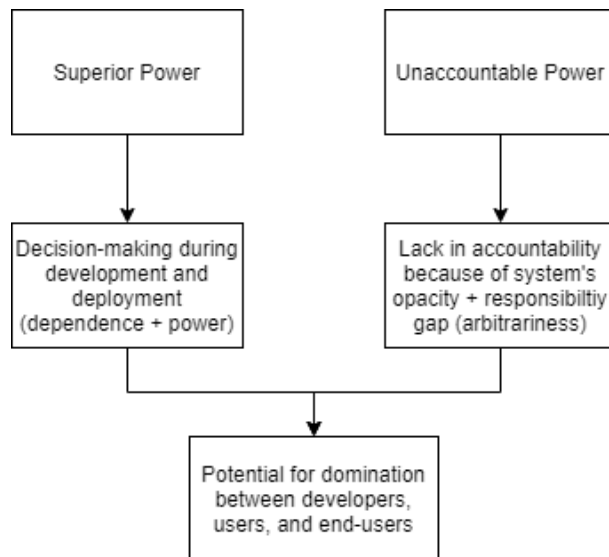 Superior Power
Unaccountable Power
Decision-making during
development and
deployment
(dependence + power)
Lack in accountability
because of system's
opacity + responsibiltiy
gap (arbitrariness)
Potential for domination
between developers,
users, and end-users